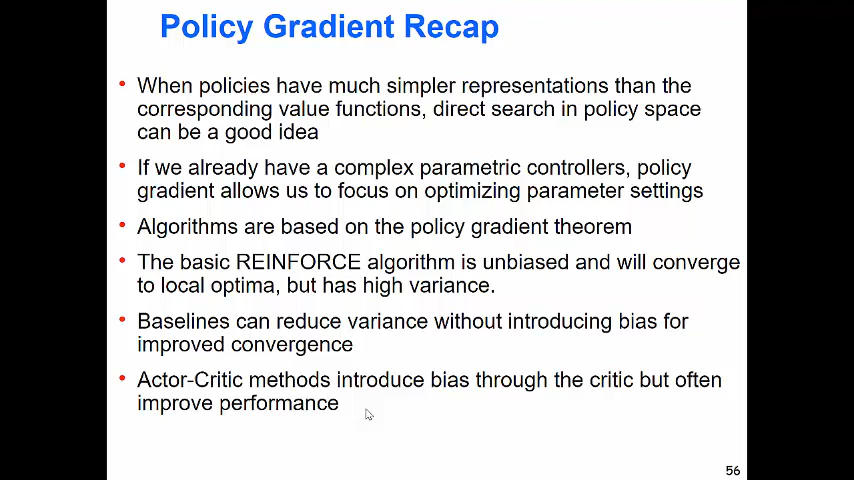 Policy Gradient Recap
• When policies have much simpler representations than the
corresponding value functions, direct search in policy space
can be a good idea
• If we already have a complex parametric controllers, policy
gradient allows us to focus on optimizing parameter settings
• Algorithms are based on the policy gradient theorem
• The basic REINFORCE algorithm is unbiased and will converge
to local optima, but has high variance.
• Baselines can reduce variance without introducing bias for
improved convergence
• Actor-Critic methods introduce bias through the critic but often
improve performance
56